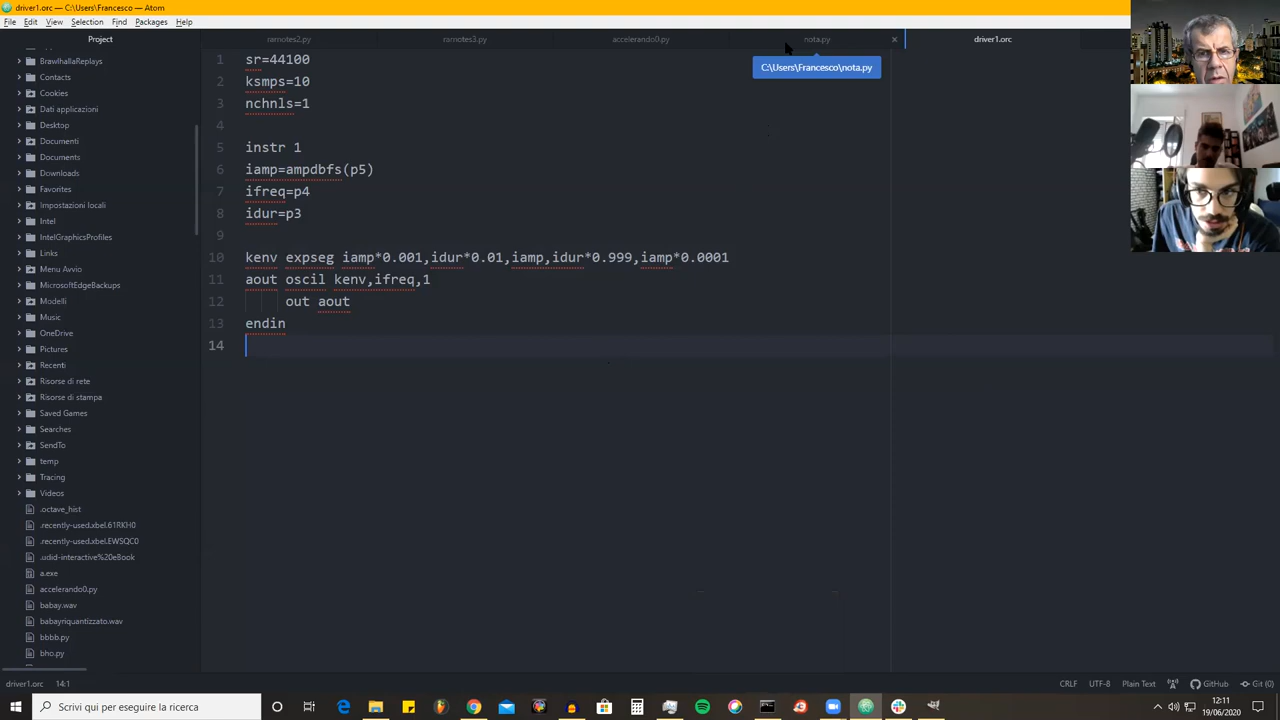 driver1.orc — C:\Users\Francesco — Atom
File Edit View Selection Find Packages Help
Project
ramotes2.py
ramotes3.py
accelerando0.py
nota.py
driver1.orc
C:\Users\Francesco\nota.py
BrawlhallaReplays
Contacts
Cookies
Dati applicazioni
Desktop
Documenti
Documents
Downloads
Favorites
Impostazioni locali
Intel
IntelGraphicsProfiles
Links
Menu Avvio
MicrosoftEdgeBackups
Modelli
Music
OneDrive
Pictures
Recenti
Risorse di rete
Risorse di stampa
Saved Games
Searches
SendTo
temp
Tracing
Videos
.octave_hist
.recently-used.xbel.61RKH0
.recently-used.xbel.EWSQC0
.udid-interactive%20eBook
a.exe
accelerando0.py
babay.wav
babayriquantizzato.wav
bbbb.py
bho.py
1 sr=44100
2 ksmps=10
3 nchnls=1
4
5 instr 1
6 iamp=ampdbfs(p5)
7 ifreq=p4
8 idur=p3
9
10 kenv expseg iamp*0.001,idur*0.01,iamp,idur*0.999,iamp*0.0001
11 aout oscil kenv,ifreq,1
12 out aout
13 endin
14
driver1.orc 14:1
CRLF UTF-8 Plain Text GitHub Git (0)
Scrivi qui per eseguire la ricerca
12:11
19/06/2020